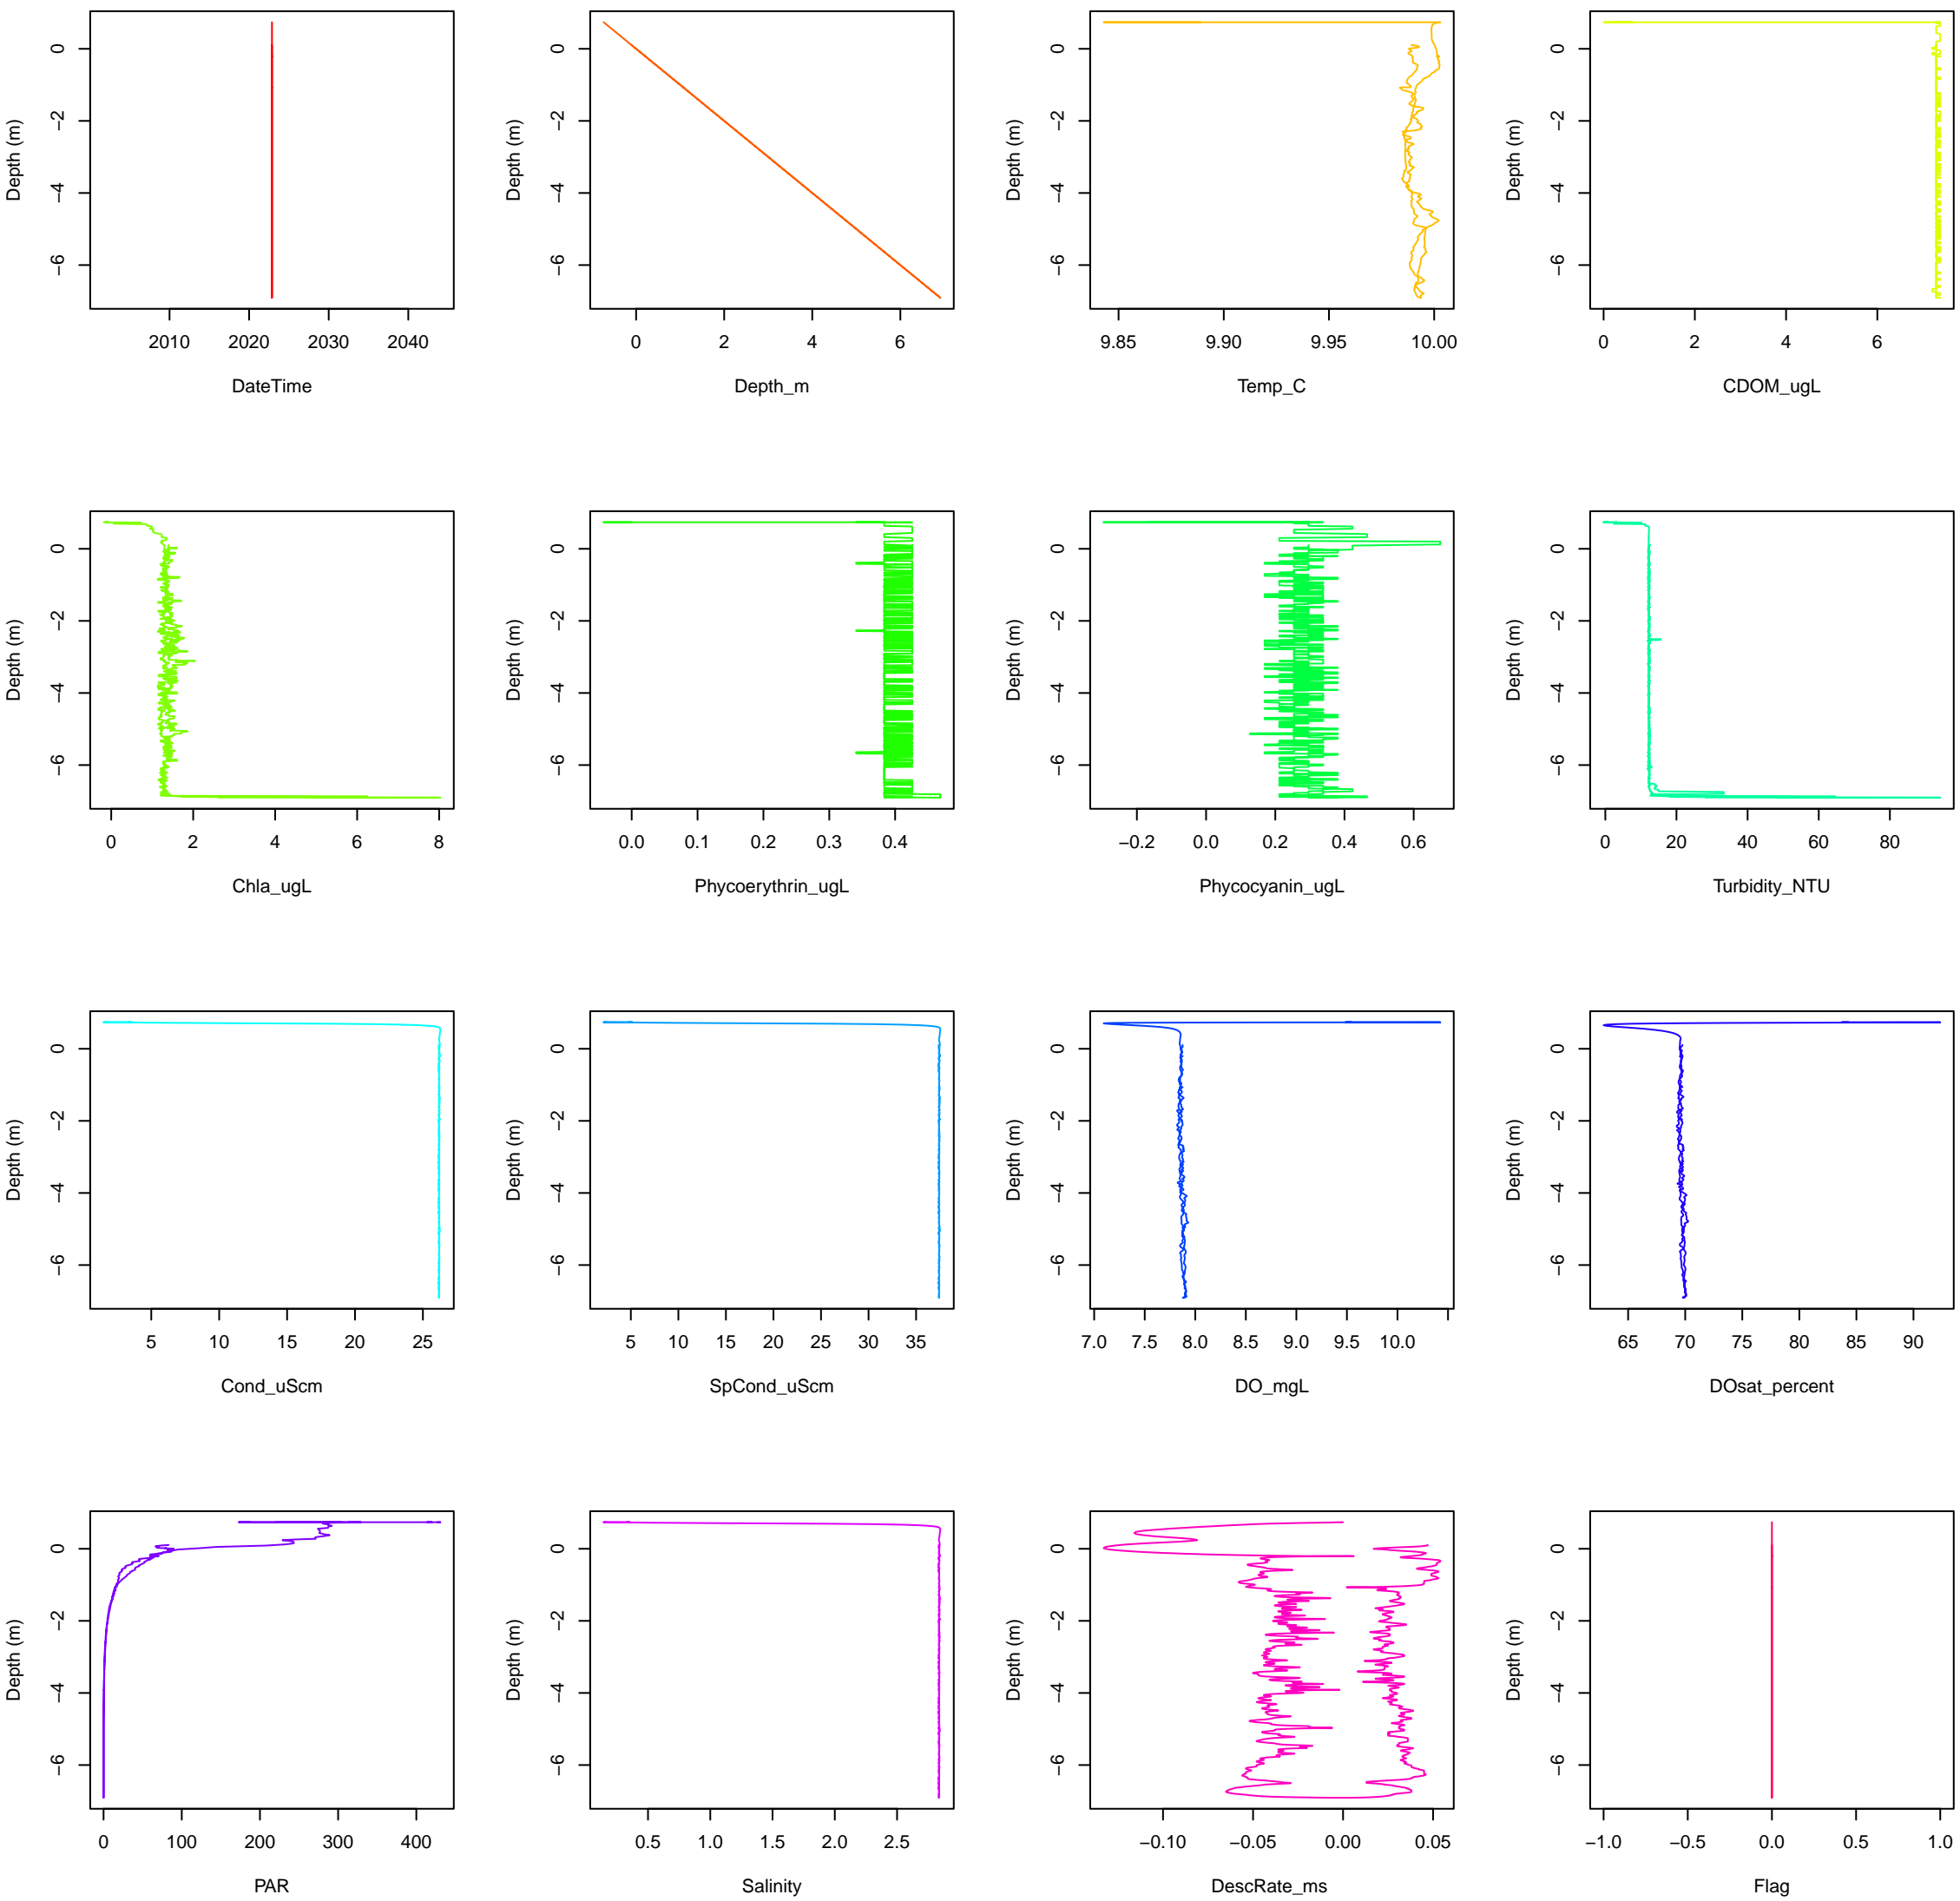 Depth (m)
0
−2
−4
−6
2010 2020 2030 2040
DateTime
Depth (m)
0
−2
−4
−6
0 2 4 6
Depth_m
Depth (m)
0
−2
−4
−6
9.85 9.90 9.95 10.00
Temp_C
Depth (m)
0
−2
−4
−6
0 2 4 6
CDOM_ugL
Depth (m)
0
−2
−4
−6
0 2 4 6 8
Chla_ugL
Depth (m)
0
−2
−4
−6
0.0 0.1 0.2 0.3 0.4
Phycoerythrin_ugL
Depth (m)
0
−2
−4
−6
−0.2 0.0 0.2 0.4 0.6
Phycocyanin_ugL
Depth (m)
0
−2
−4
−6
0 20 40 60 80
Turbidity_NTU
Depth (m)
0
−2
−4
−6
5 10 15 20 25
Cond_uScm
Depth (m)
0
−2
−4
−6
5 10 15 20 25 30 35
SpCond_uScm
Depth (m)
0
−2
−4
−6
7.0 7.5 8.0 8.5 9.0 9.5 10.0
DO_mgL
Depth (m)
0
−2
−4
−6
65 70 75 80 85 90
DOsat_percent
Depth (m)
0
−2
−4
−6
0 100 200 300 400
PAR
Depth (m)
0
−2
−4
−6
0.5 1.0 1.5 2.0 2.5
Salinity
Depth (m)
0
−2
−4
−6
−0.10 −0.05 0.00 0.05
DescRate_ms
Depth (m)
0
−2
−4
−6
−1.0 −0.5 0.0 0.5 1.0
Flag